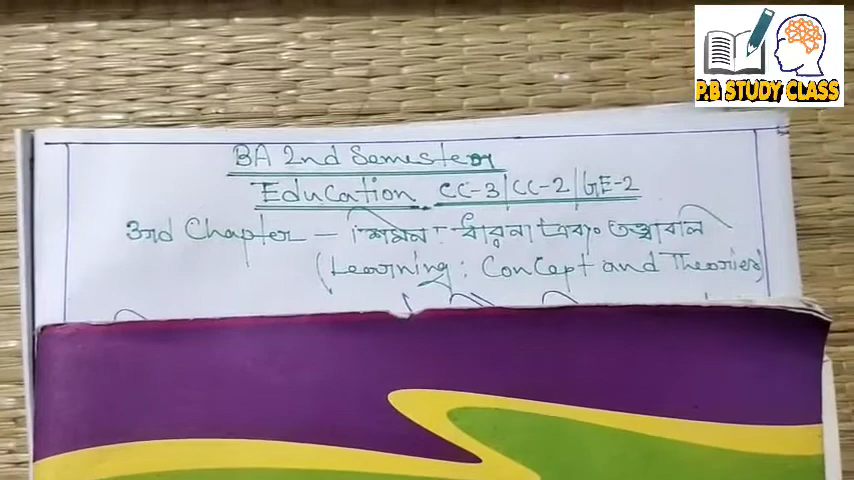 P.B STUDY CLASS
BA 2nd Semester
Education CC-3/CC-2/GE-2
3rd Chapter - শিখন : ধারনা এবং তত্ত্বাবলি
(Learning : Concept and Theories)